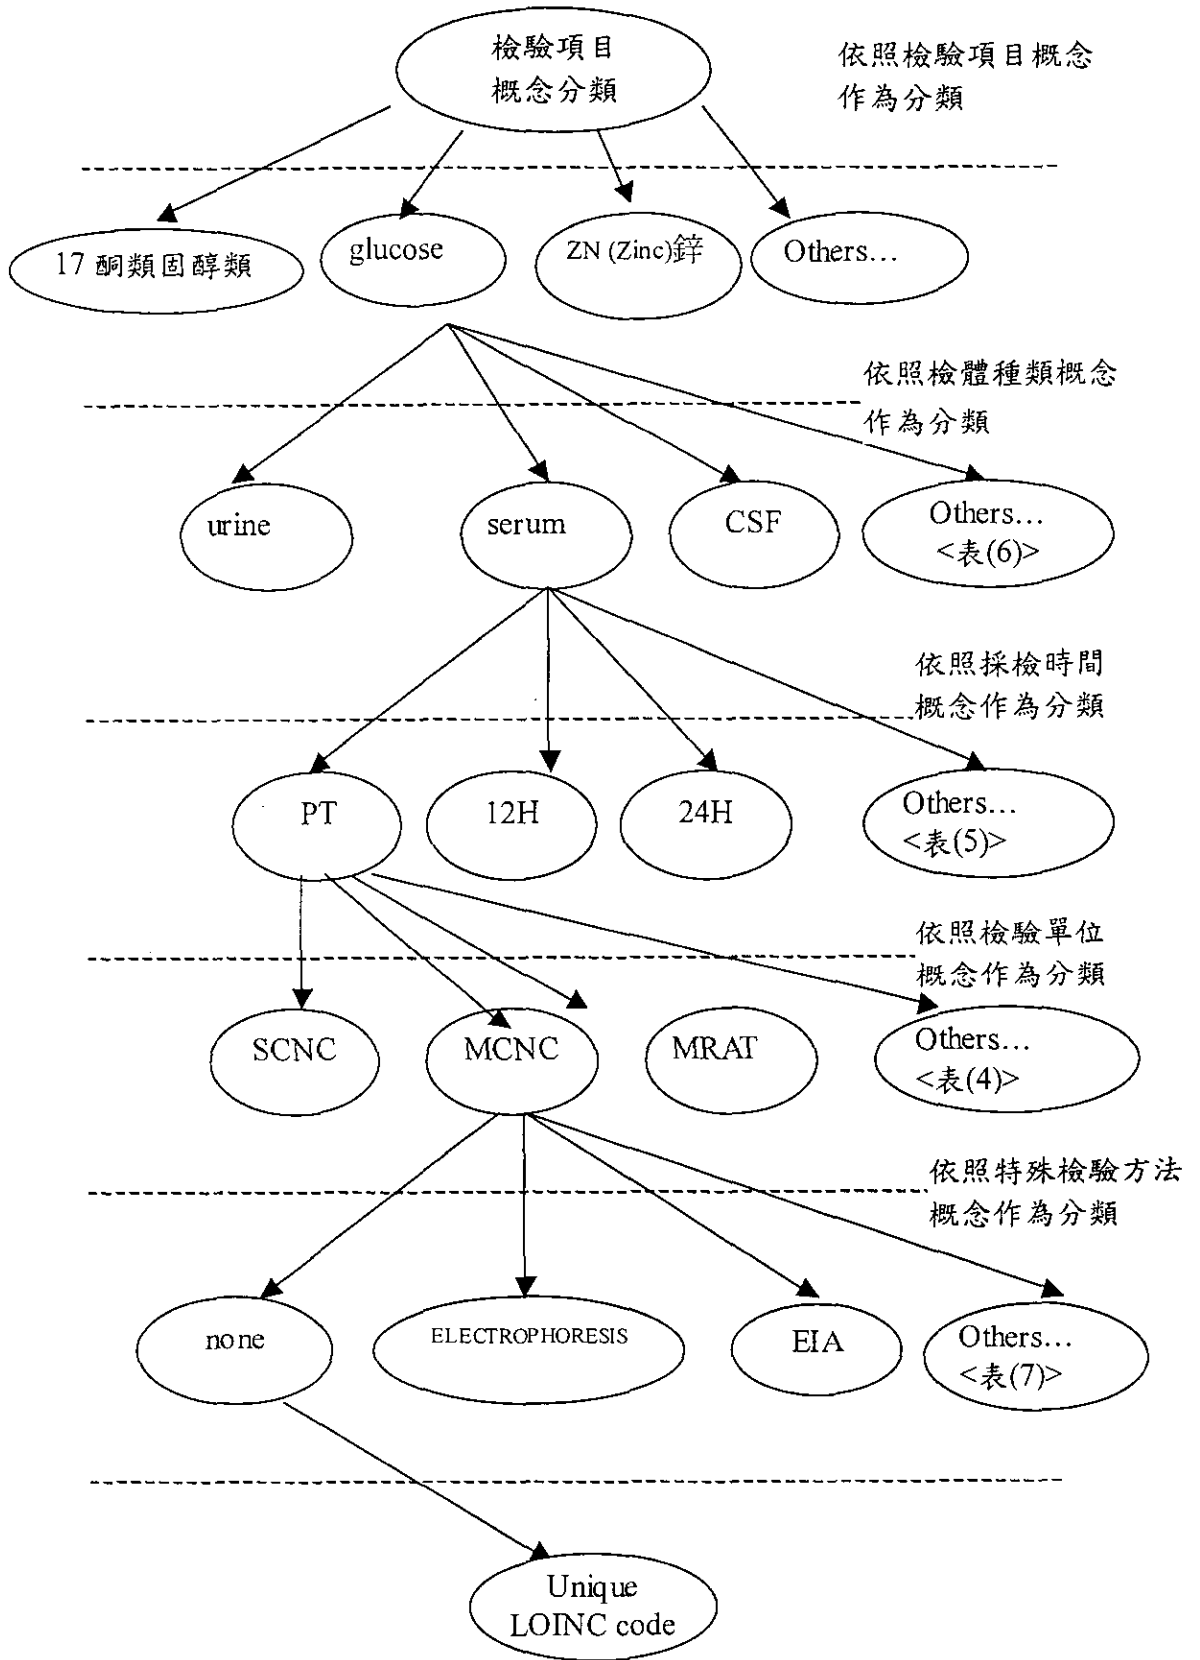 檢驗項目
概念分類
依照檢驗項目概念
作為分類
17 酮類固醇類
glucose
ZN (Zinc)鋅
Others...
依照檢體種類概念
作為分類
urine
serum
CSF
Others...
<表(6)>
依照採檢時間
概念作為分類
PT
12H
24H
Others...
<表(5)>
依照檢驗單位
概念作為分類
SCNC
MCNC
MRAT
Others...
<表(4)>
依照特殊檢驗方法
概念作為分類
none
ELECTROPHORESIS
EIA
Others...
<表(7)>
Unique
LOINC code